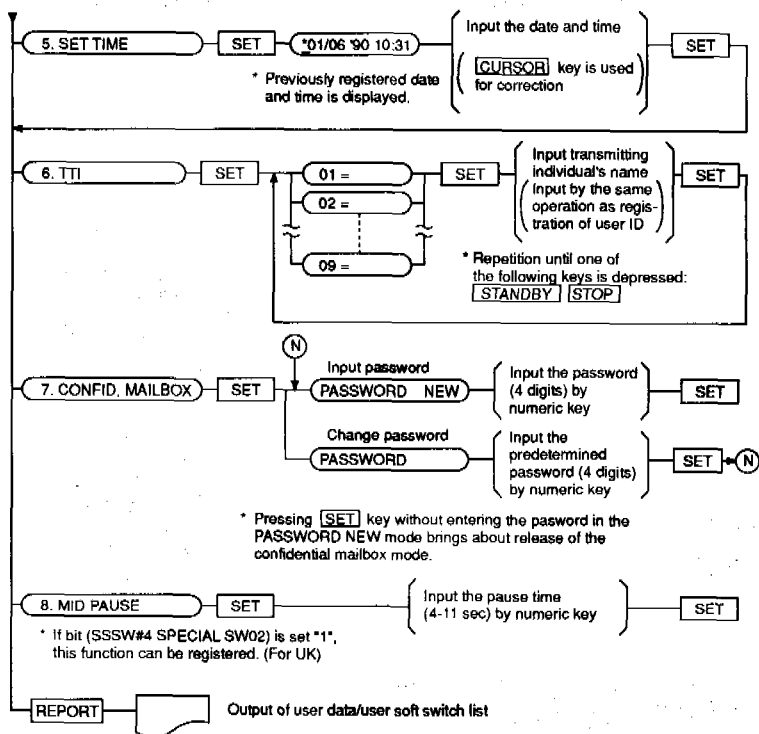 5. SET TIME
SET
*01/06 '90 10:31
Input the date and time
CURSOR key is used
for correction
SET
* Previously registered date
and time is displayed.
6. TTI
SET
01 =
02 =
09 =
SET
Input transmitting
individual's name
Input by the same
operation as regis-
tration of user ID
SET
* Repetition until one of
the following keys is depressed:
STANDBY STOP
N
7. CONFID, MAILBOX
SET
Input password
PASSWORD NEW
Input the password
(4 digits) by
numeric key
SET
Change password
PASSWORD
Input the
predetermined
password (4 digits)
by numeric key
SET
N
* Pressing SET key without entering the pasword in the
PASSWORD NEW mode brings about release of the
confidential mailbox mode.
8. MID PAUSE
SET
Input the pause time
(4-11 sec) by numeric key
SET
* If bit (SSSW#4 SPECIAL SW02) is set "1",
this function can be registered. (For UK)
REPORT
Output of user data/user soft switch list